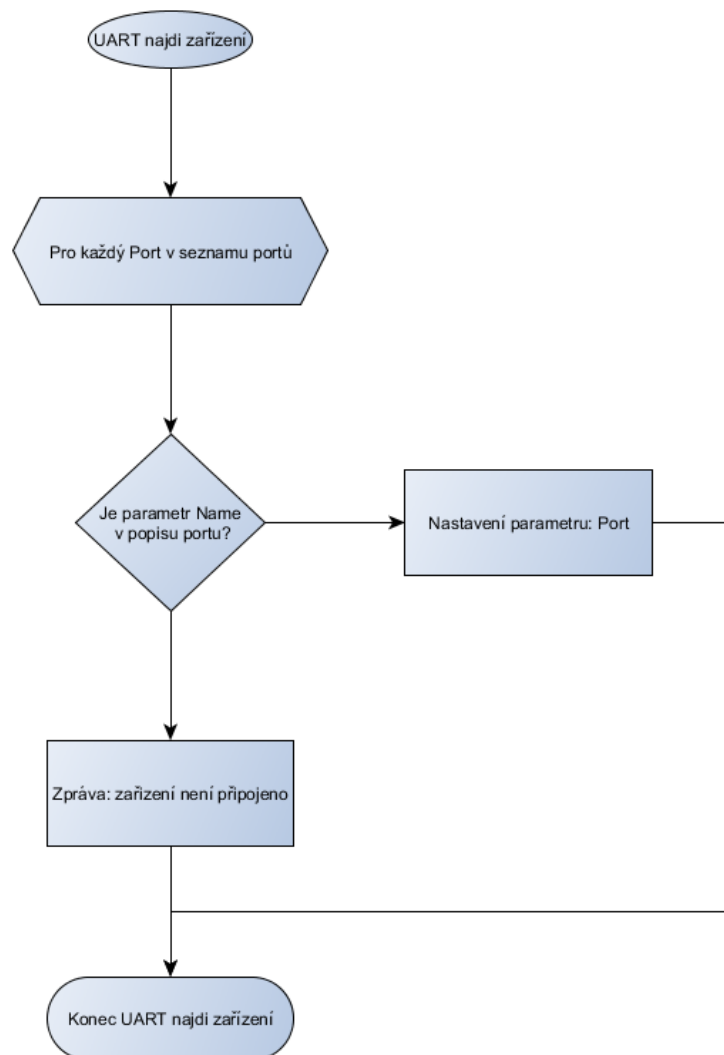 UART najdi zařízení
Pro každý Port v seznamu portů
Je parametr Name
v popisu portu?
Nastavení parametru: Port
Zpráva: zařizení není připojeno
Konec UART najdi zařízení